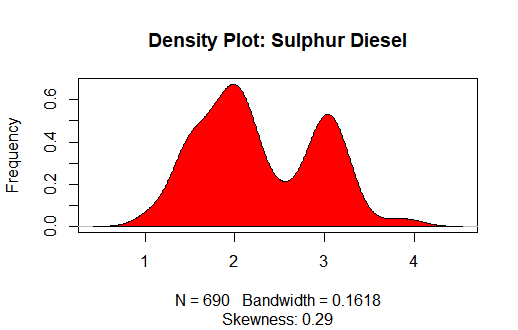 Density Plot: Sulphur Diesel
Frequency
0.6
0.4
0.2
0.0
1 2 3 4
N = 690 Bandwidth = 0.1618
Skewness: 0.29